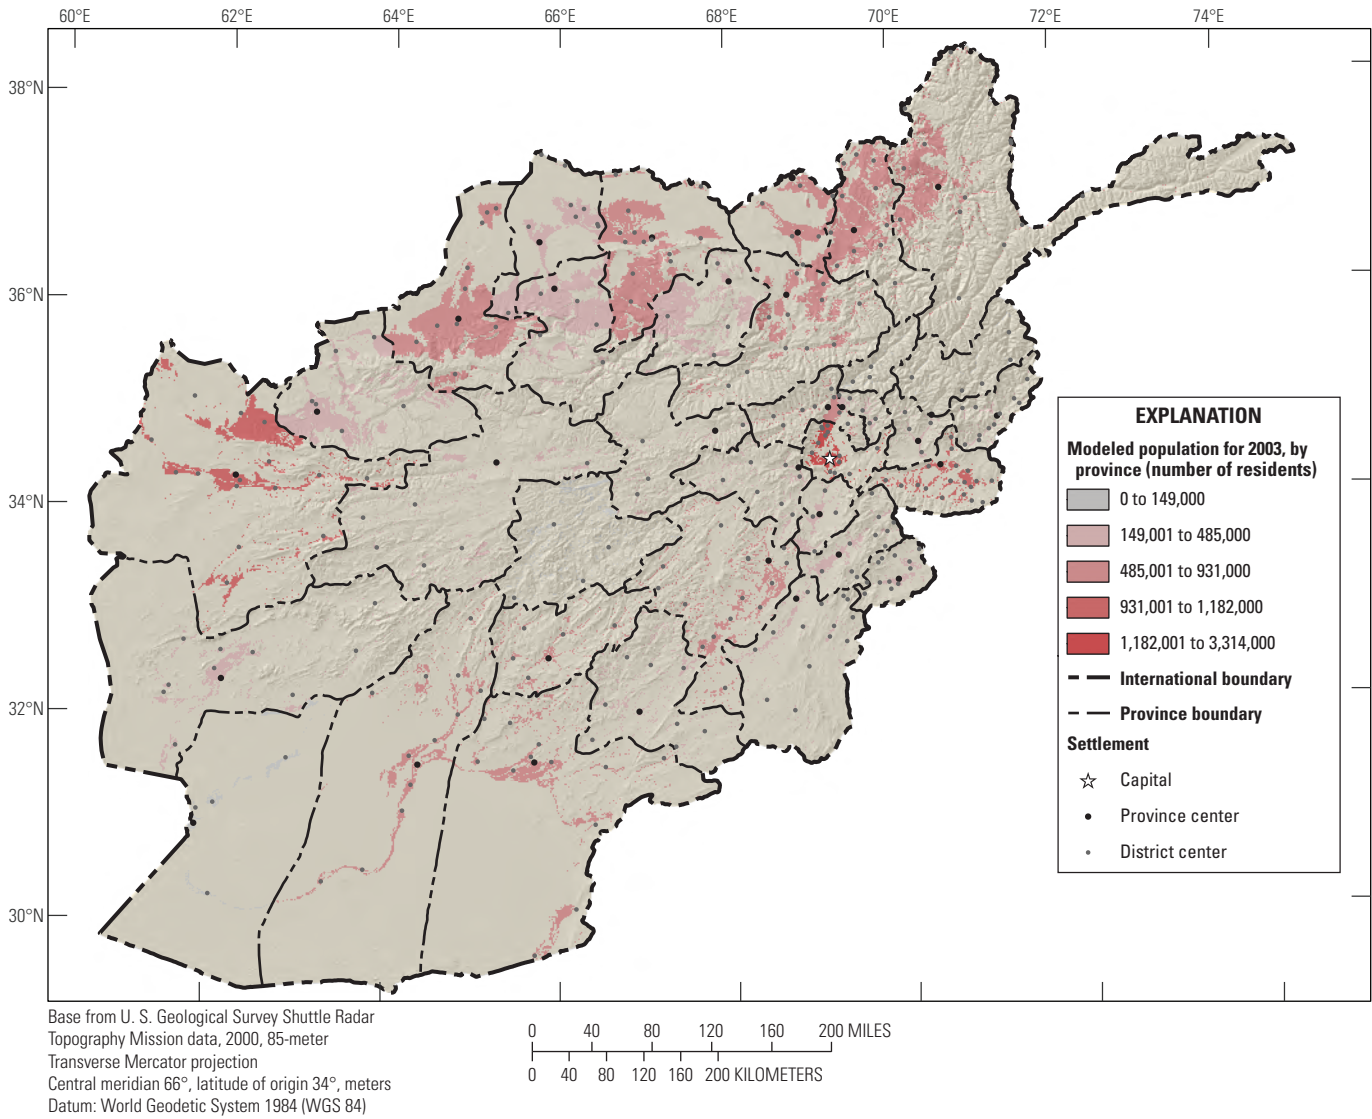 60°E 62°E 64°E 66°E 68°E 70°E 72°E 74°E
38°N
36°N
34°N
32°N
30°N
EXPLANATION
Modeled population for 2003, by
province (number of residents)
0 to 149,000
149,001 to 485,000
485,001 to 931,000
931,001 to 1,182,000
1,182,001 to 3,314,000
International boundary
Province boundary
Settlement
Capital
Province center
District center
Base from U. S. Geological Survey Shuttle Radar
Topography Mission data, 2000, 85-meter
Transverse Mercator projection
Central meridian 66°, latitude of origin 34°, meters
Datum: World Geodetic System 1984 (WGS 84)
0 40 80 120 160 200 MILES
0 40 80 120 160 200 KILOMETERS